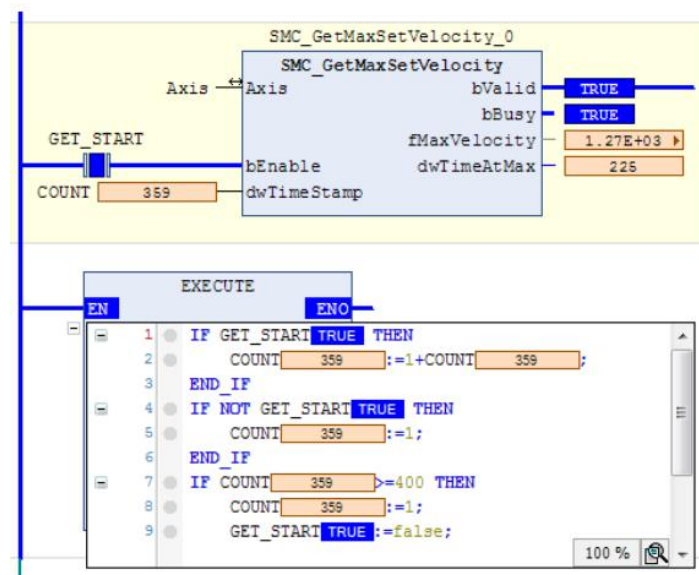 SMC_GetMaxSetVelocity_0
SMC_GetMaxSetVelocity
Axis Axis bValid TRUE
bBusy TRUE
GET_START fMaxVelocity 1.27E+03
bEnable dwTimeAtMax 225
COUNT 359 dwTimeStamp
EXECUTE
EN ENO
1 IF GET_START TRUE THEN
2 COUNT 359 :=1+COUNT 359 ;
3 END_IF
4 IF NOT GET_START TRUE THEN
5 COUNT 359 :=1;
6 END_IF
7 IF COUNT 359 >=400 THEN
8 COUNT 359 :=1;
9 GET_START TRUE :=false;
100 %